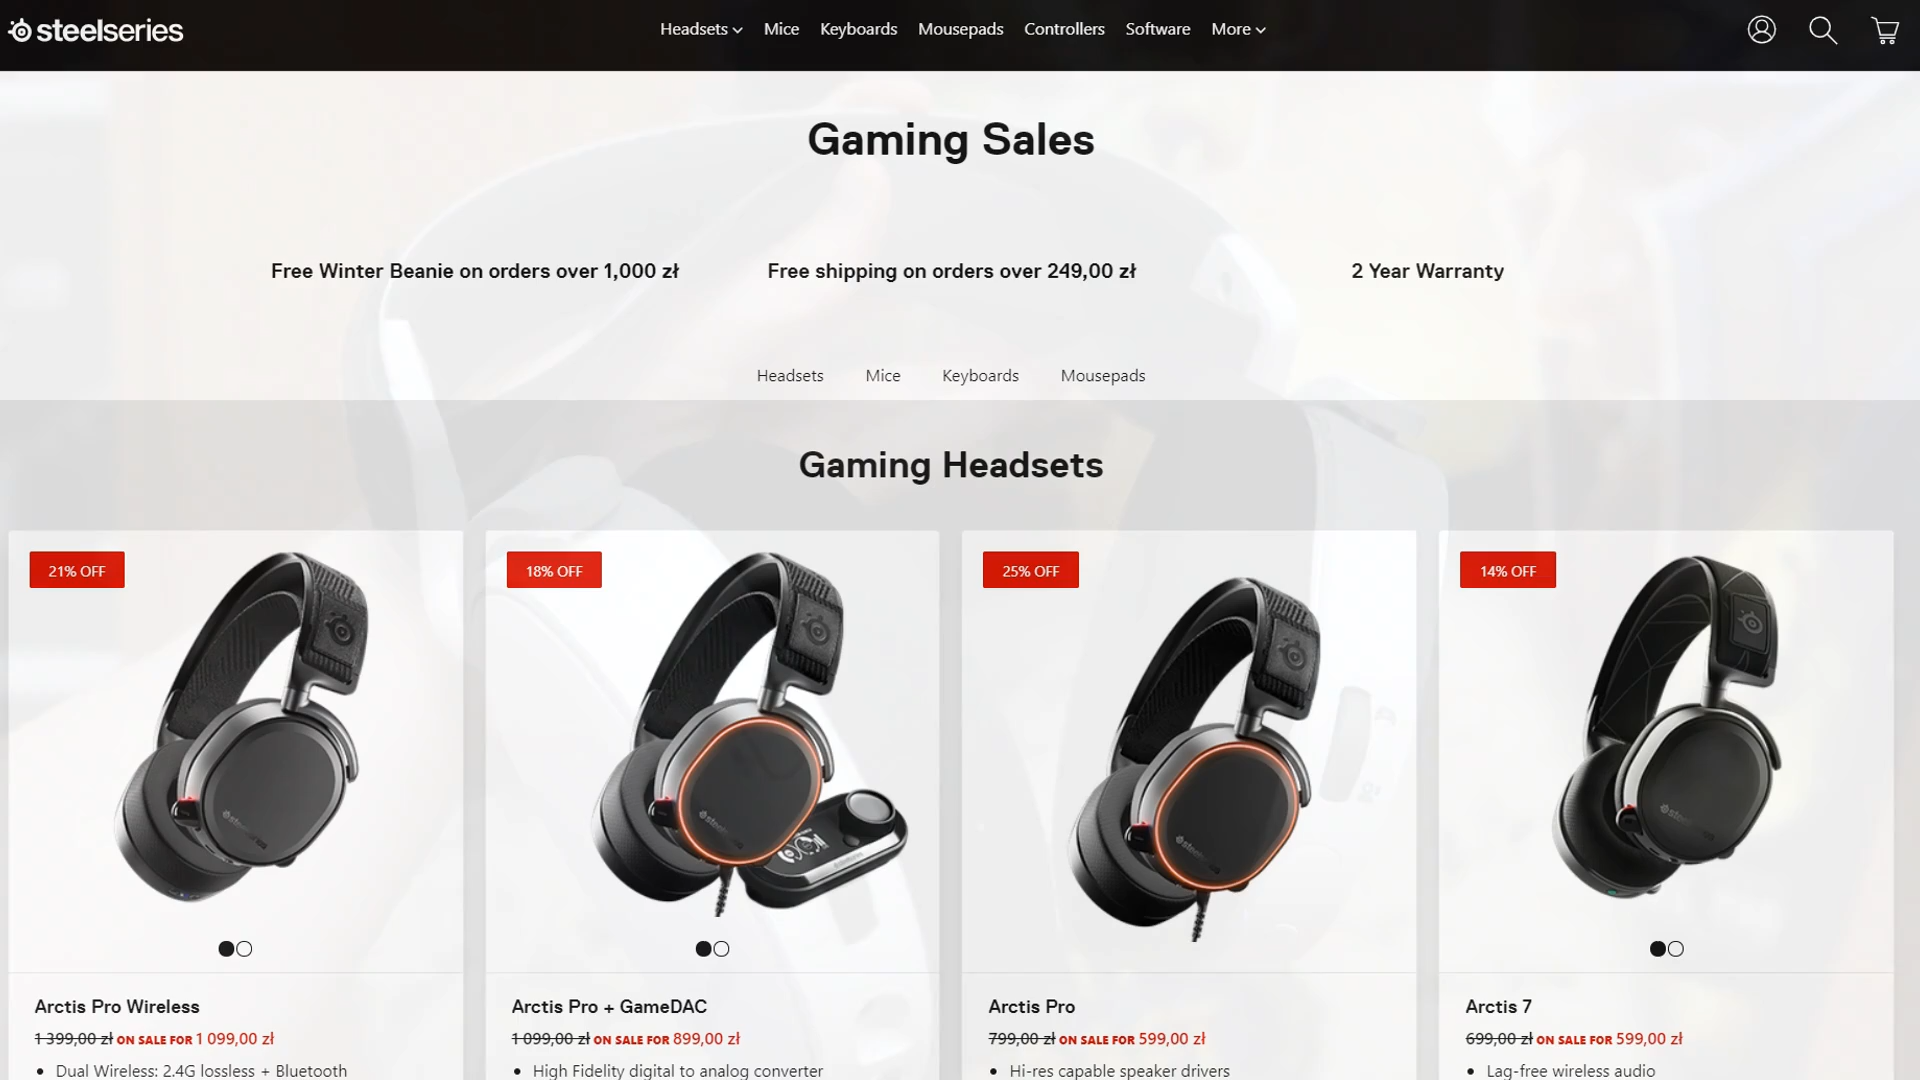 steelseries
Headsets Mice Keyboards Mousepads Controllers Software More
Gaming Sales
Free Winter Beanie on orders over 1,000 zł Free shipping on orders over 249,00 zł 2 Year Warranty
Headsets Mice Keyboards Mousepads
Gaming Headsets
21% OFF 18% OFF 25% OFF 14% OFF
Arctis Pro Wireless
1 399,00 zł ON SALE FOR 1 099,00 zł
• Dual Wireless: 2.4G lossless + Bluetooth
Arctis Pro + GameDAC
1 099,00 zł ON SALE FOR 899,00 zł
• High Fidelity digital to analog converter
Arctis Pro
799,00 zł ON SALE FOR 599,00 zł
• Hi-res capable speaker drivers
Arctis 7
699,00 zł ON SALE FOR 599,00 zł
• Lag-free wireless audio